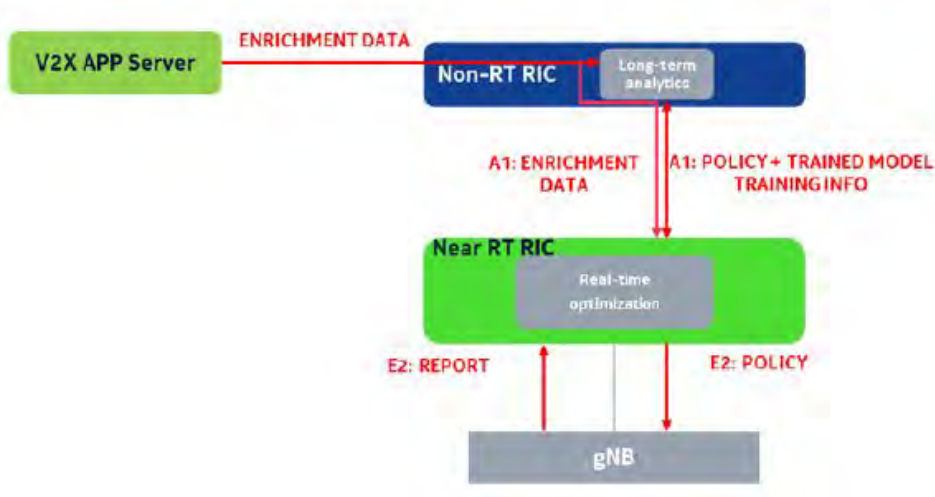 ENRICHMENT DATA
V2X APP Server
Non-RT RIC
Long-term
analytics
A1: ENRICHMENT
DATA
A1: POLICY + TRAINED MODEL
TRAINING INFO
Near RT RIC
Real-time
optimization
E2: REPORT
E2: POLICY
gNB